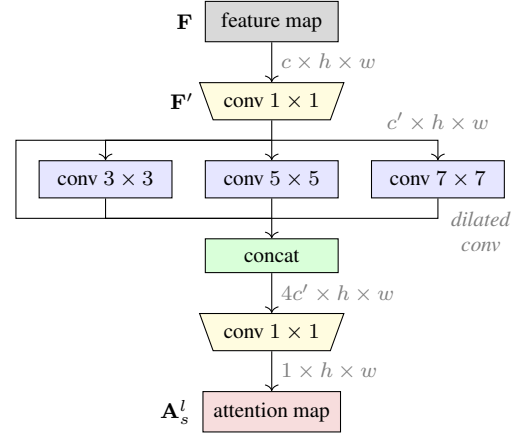 F feature map
c × h × w
F′ conv 1 × 1
c′ × h × w
conv 3 × 3 conv 5 × 5 conv 7 × 7
dilated
conv
concat
4c′ × h × w
conv 1 × 1
1 × h × w
A_s^l attention map